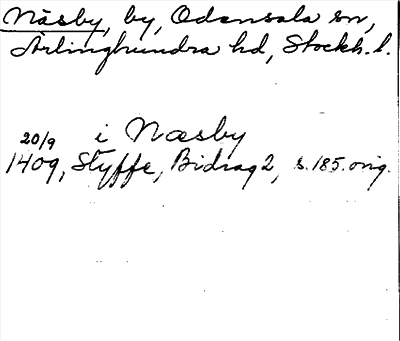 Näsby, by, Odensala sn,
Ärlinghundra hd, Stockh. l.
i Næsby
20/9
1409, Styffe, Bidrag 2, s. 185. orig.